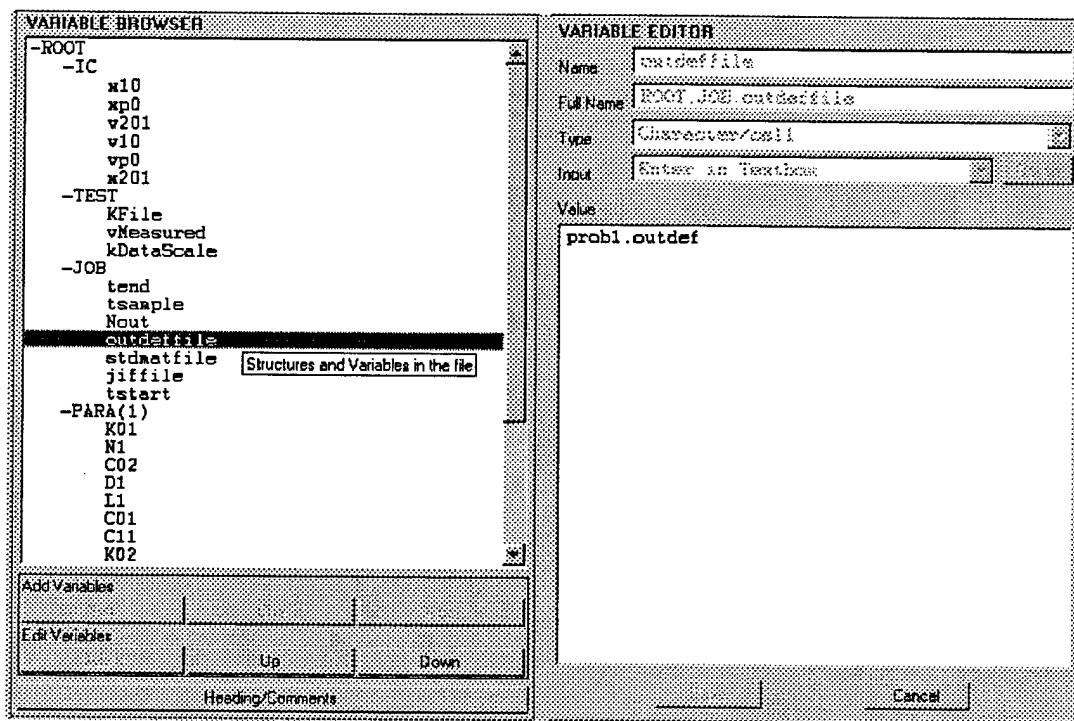 VARIABLE BROWSER
-ROOT
-IC
x10
xp0
v201
v10
vp0
x201
-TEST
KFile
vMeasured
kDataScale
-JOB
tend
tsample
Nout
outdeffile
stdmatfile
Structures and Variables in the file
jiffile
tstart
-PARA(1)
K01
N1
C02
D1
L1
C01
C11
K02
Add Variables
Edit Variables
Up Down
Heading/Comments
VARIABLE EDITOR
Name outdeffile
Full Name ROOT.JOB.outdeffile
Type Character/cell
Input Enter in Textbox
Value
prob1.outdef
Cancel